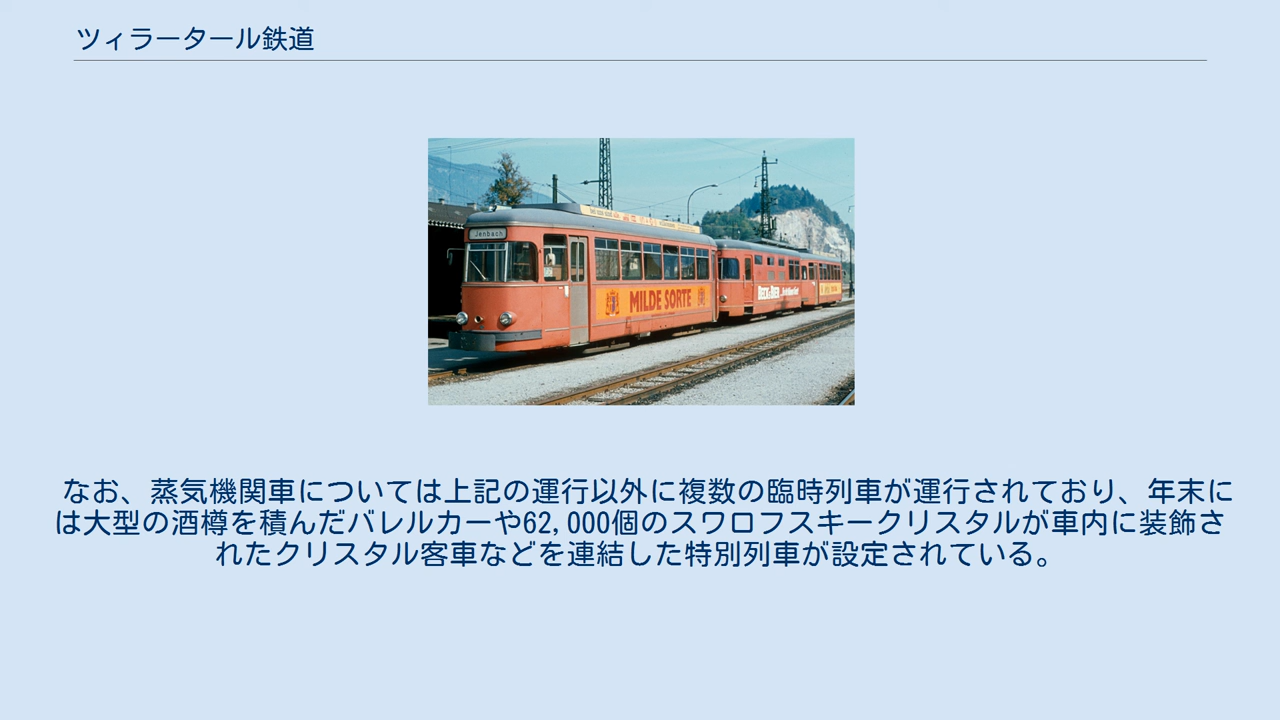 ツィラータール鉄道
Jenbach
MILDE SORTE
なお、蒸気機関車については上記の運行以外に複数の臨時列車が運行されており、年末に
は大型の酒樽を積んだバレルカーや62,000個のスワロフスキークリスタルが車内に装飾さ
れたクリスタル客車などを連結した特別列車が設定されている。